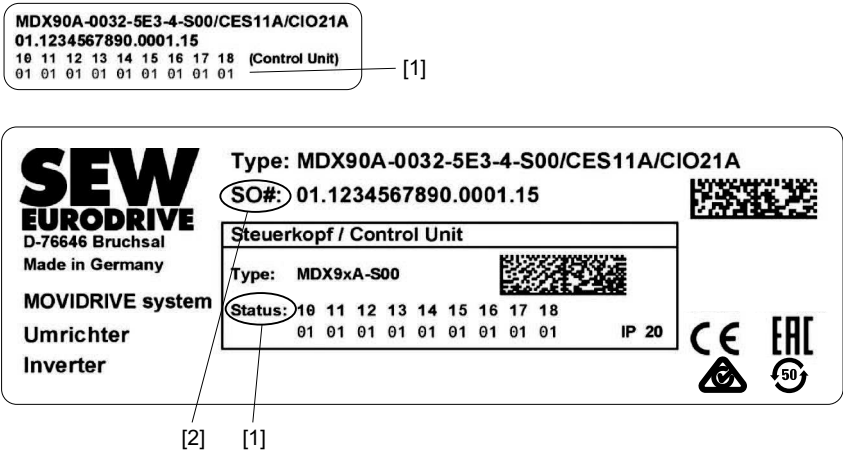 MDX90A-0032-5E3-4-S00/CES11A/CIO21A
01.1234567890.0001.15
10 11 12 13 14 15 16 17 18 (Control Unit)
01 01 01 01 01 01 01 01 01
[1]
SEW
EURODRIVE
D-76646 Bruchsal
Made in Germany
MOVIDRIVE system
Umrichter
Inverter
Type: MDX90A-0032-5E3-4-S00/CES11A/CIO21A
SO#: 01.1234567890.0001.15
Steuerkopf / Control Unit
Type: MDX9xA-S00
Status: 10 11 12 13 14 15 16 17 18
01 01 01 01 01 01 01 01 01 IP 20
CE EAC
50
[2] [1]